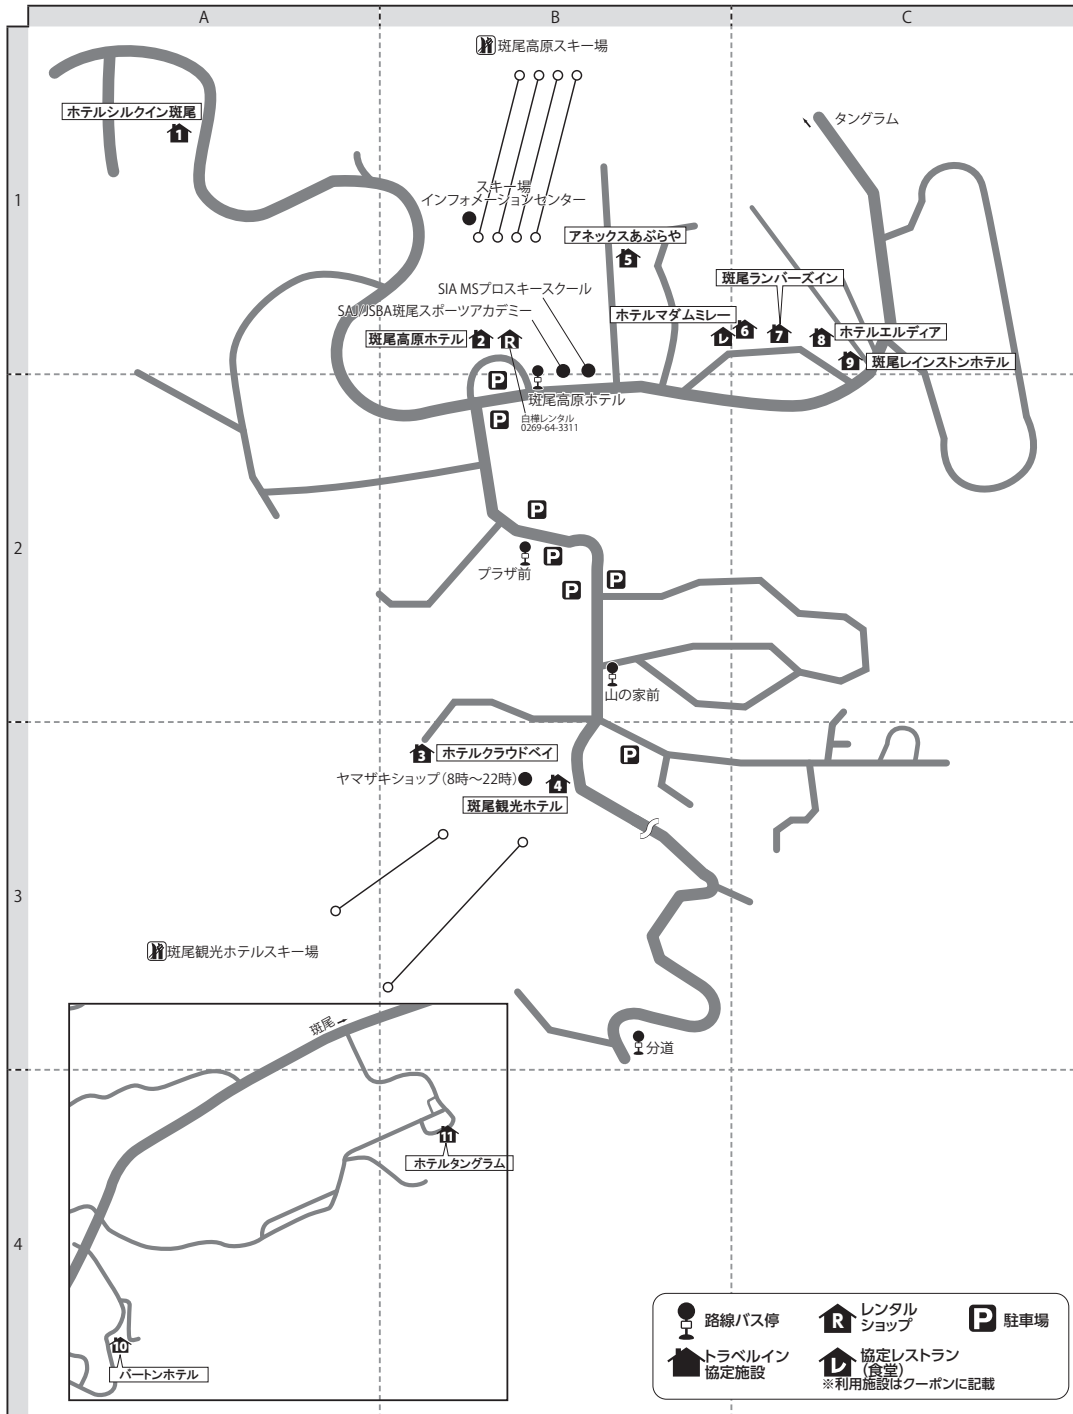 A
B
C
1
2
3
4
斑尾高原スキー場
ホテルシルクイン斑尾
1
タングラム
スキー場
インフォメーションセンター
アネックスあぶらや
5
斑尾ランバーズイン
SIA MSプロスキースクール
SAJ/JSBA斑尾スポーツアカデミー
ホテルマダムミレー
レ
6
7
8
ホテルエルディア
斑尾高原ホテル
2
R
9
斑尾レインストンホテル
P
斑尾高原ホテル
P
白樺レンタル
0269-64-3311
P
P
プラザ前
P
P
山の家前
3
ホテルクラウドベイ
P
ヤマザキショップ(8時〜22時)
4
斑尾観光ホテル
斑尾観光ホテルスキー場
分道
斑尾
11
ホテルタングラム
10
バートンホテル
路線バス停
R
レンタル
ショップ
P
駐車場
トラベルイン
協定施設
レ
協定レストラン
(食堂)
※利用施設はクーポンに記載